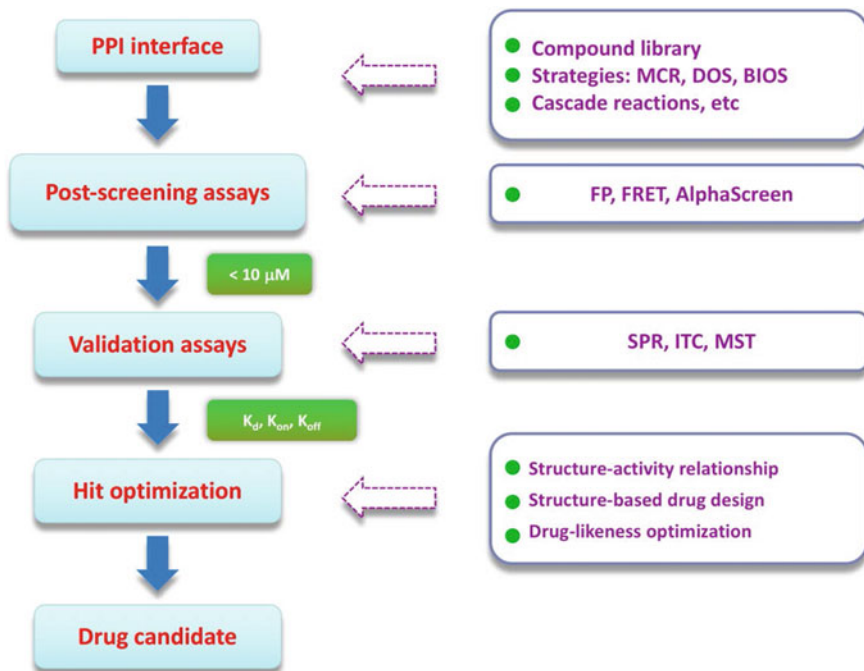 PPI interface
Compound library
Strategies: MCR, DOS, BIOS
Cascade reactions, etc
Post-screening assays
FP, FRET, AlphaScreen
< 10 μM
Validation assays
SPR, ITC, MST
Kd, Kon, Koff
Hit optimization
Structure-activity relationship
Structure-based drug design
Drug-likeness optimization
Drug candidate